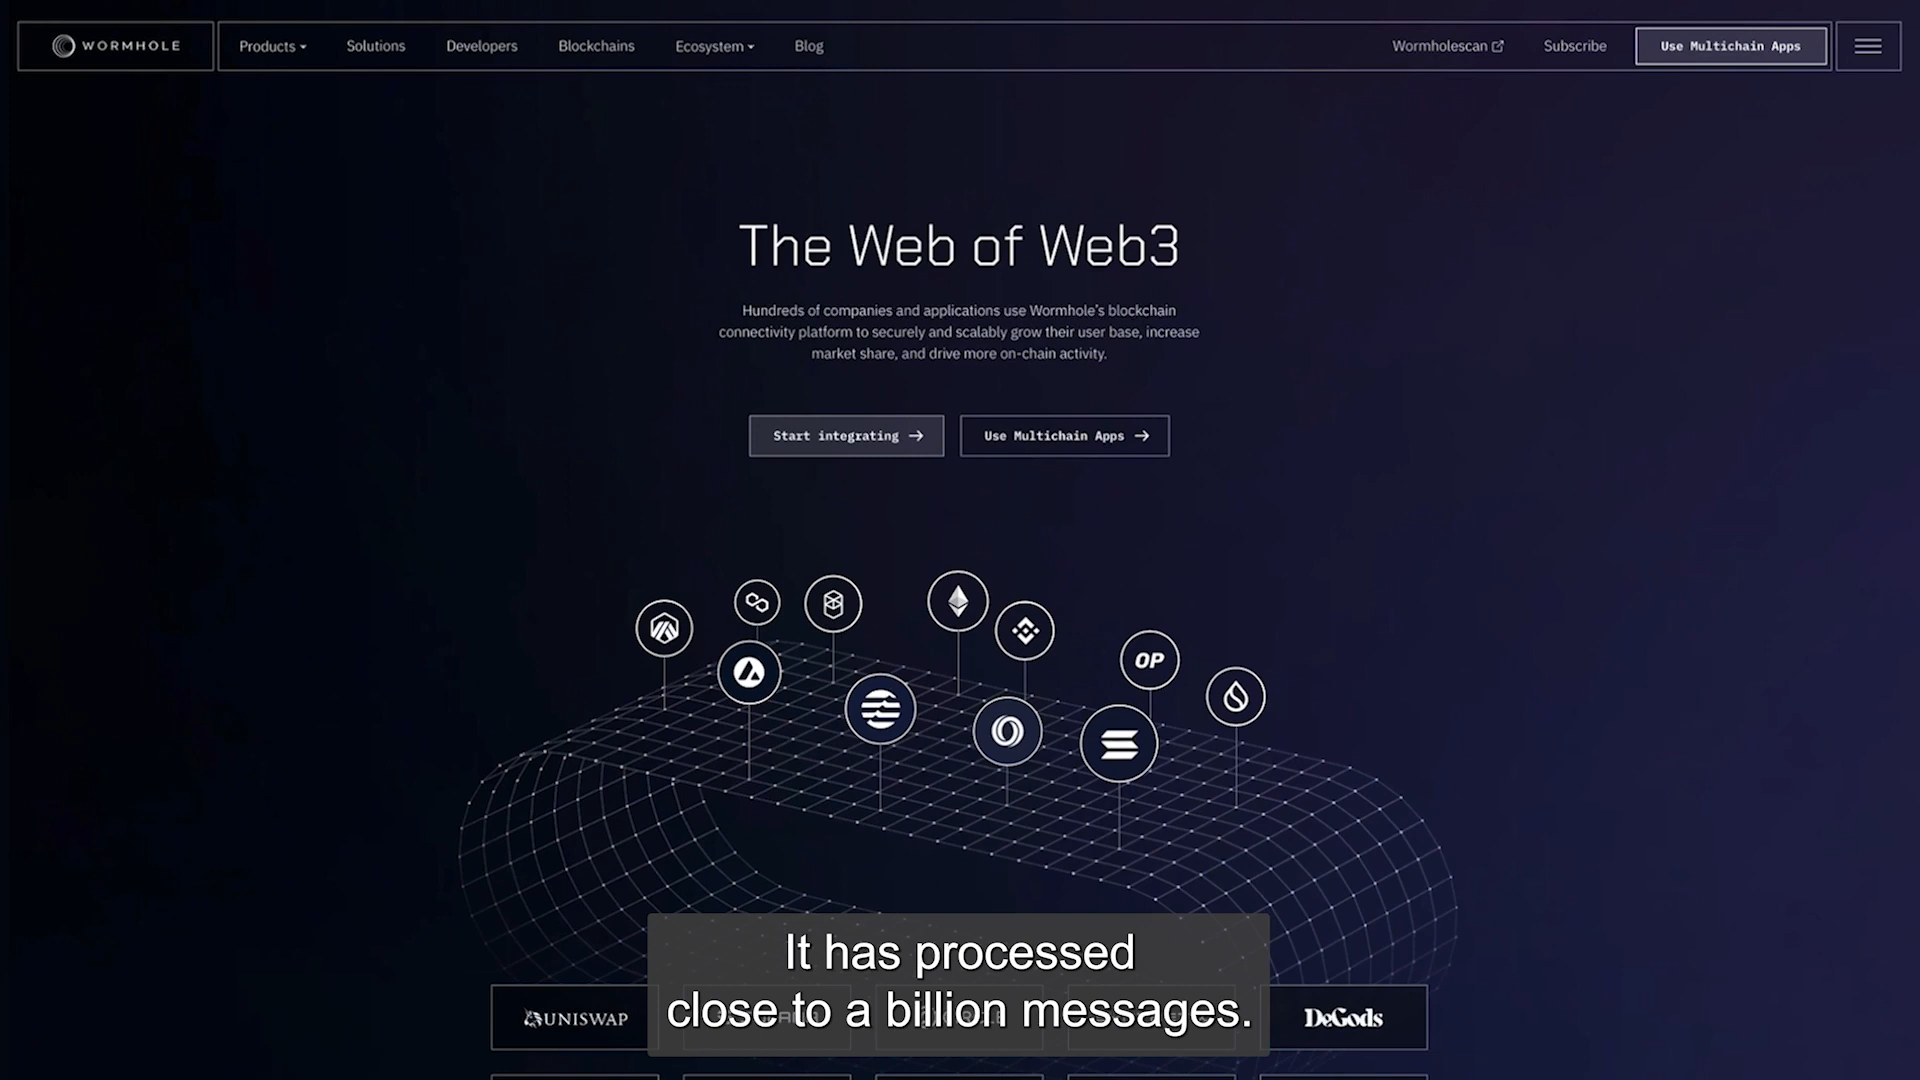 WORMHOLE
Products
Solutions
Developers
Blockchains
Ecosystem
Blog
Wormholescan
Subscribe
Use Multichain Apps
The Web of Web3
Hundreds of companies and applications use Wormhole's blockchain
connectivity platform to securely and scalably grow their user base, increase
market share, and drive more on-chain activity.
Start integrating →
Use Multichain Apps →
OP
It has processed
close to a billion messages.
UNISWAP
DeGods